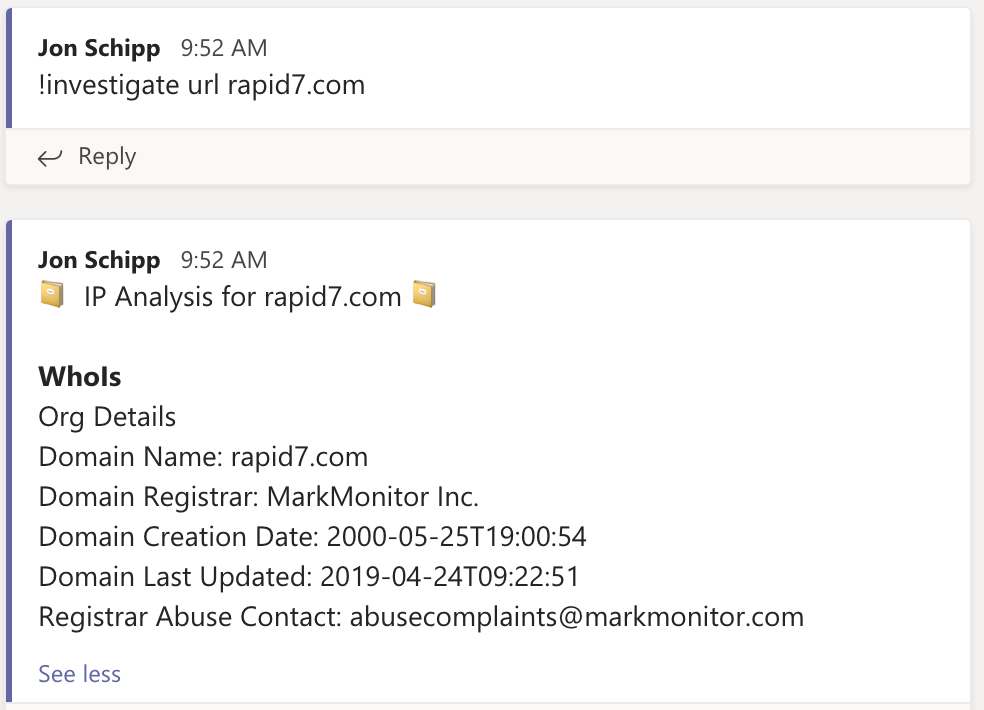 Jon Schipp 9:52 AM
!investigate url rapid7.com
Reply
Jon Schipp 9:52 AM
IP Analysis for rapid7.com
WhoIs
Org Details
Domain Name: rapid7.com
Domain Registrar: MarkMonitor Inc.
Domain Creation Date: 2000-05-25T19:00:54
Domain Last Updated: 2019-04-24T09:22:51
Registrar Abuse Contact: abusecomplaints@markmonitor.com
See less